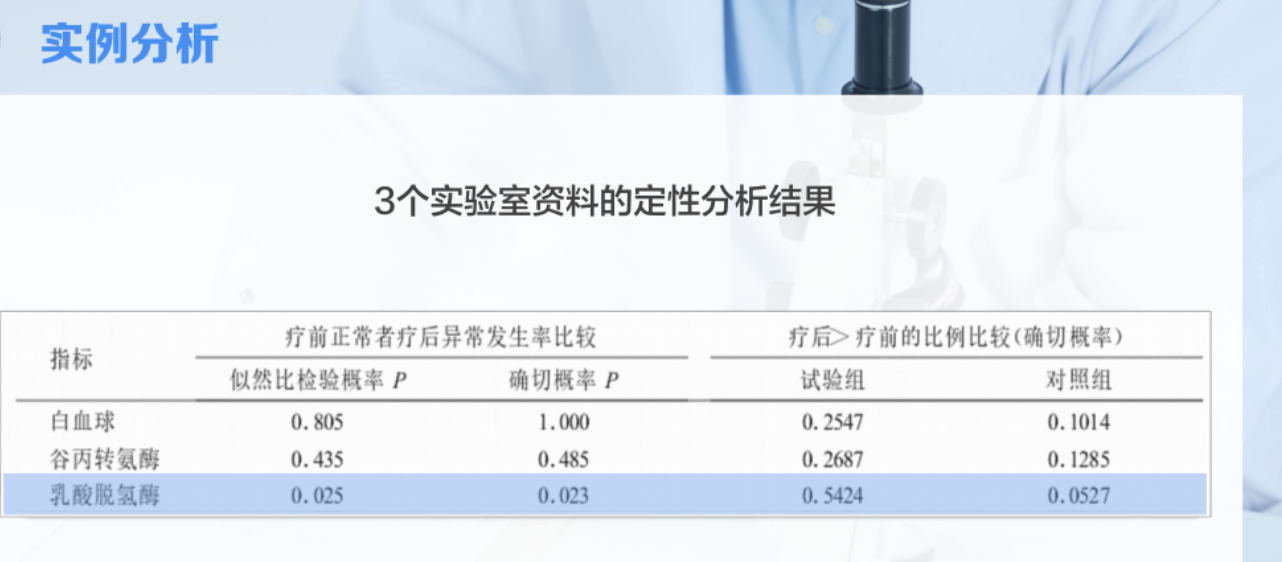 实例分析
3个实验室资料的定性分析结果
指标 疗前正常者疗后异常发生率比较 疗后>疗前的比例比较(确切概率)
似然比检验概率 P 确切概率 P 试验组 对照组
白血球 0.805 1.000 0.2547 0.1014
谷丙转氨酶 0.435 0.485 0.2687 0.1285
乳酸脱氢酶 0.025 0.023 0.5424 0.0527